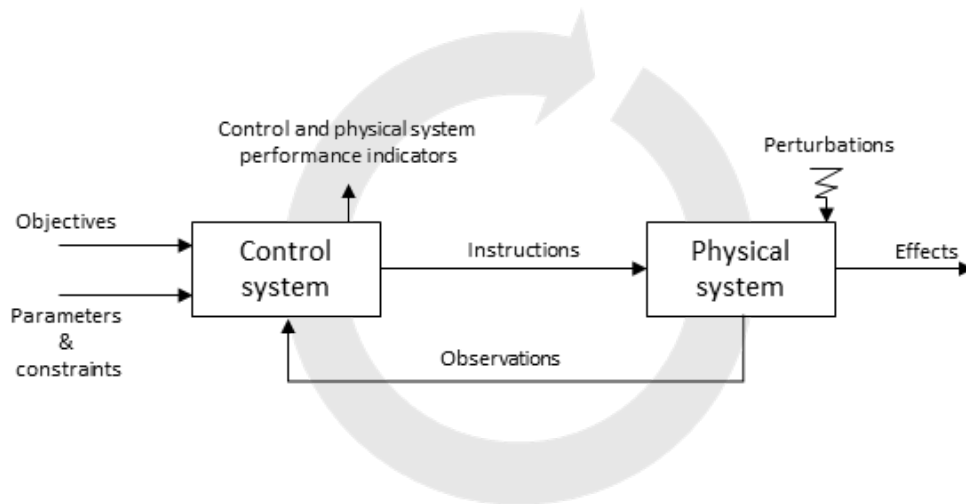 Control and physical system
performance indicators
Perturbations
Objectives
Control
system
Instructions
Physical
system
Effects
Parameters
&
constraints
Observations